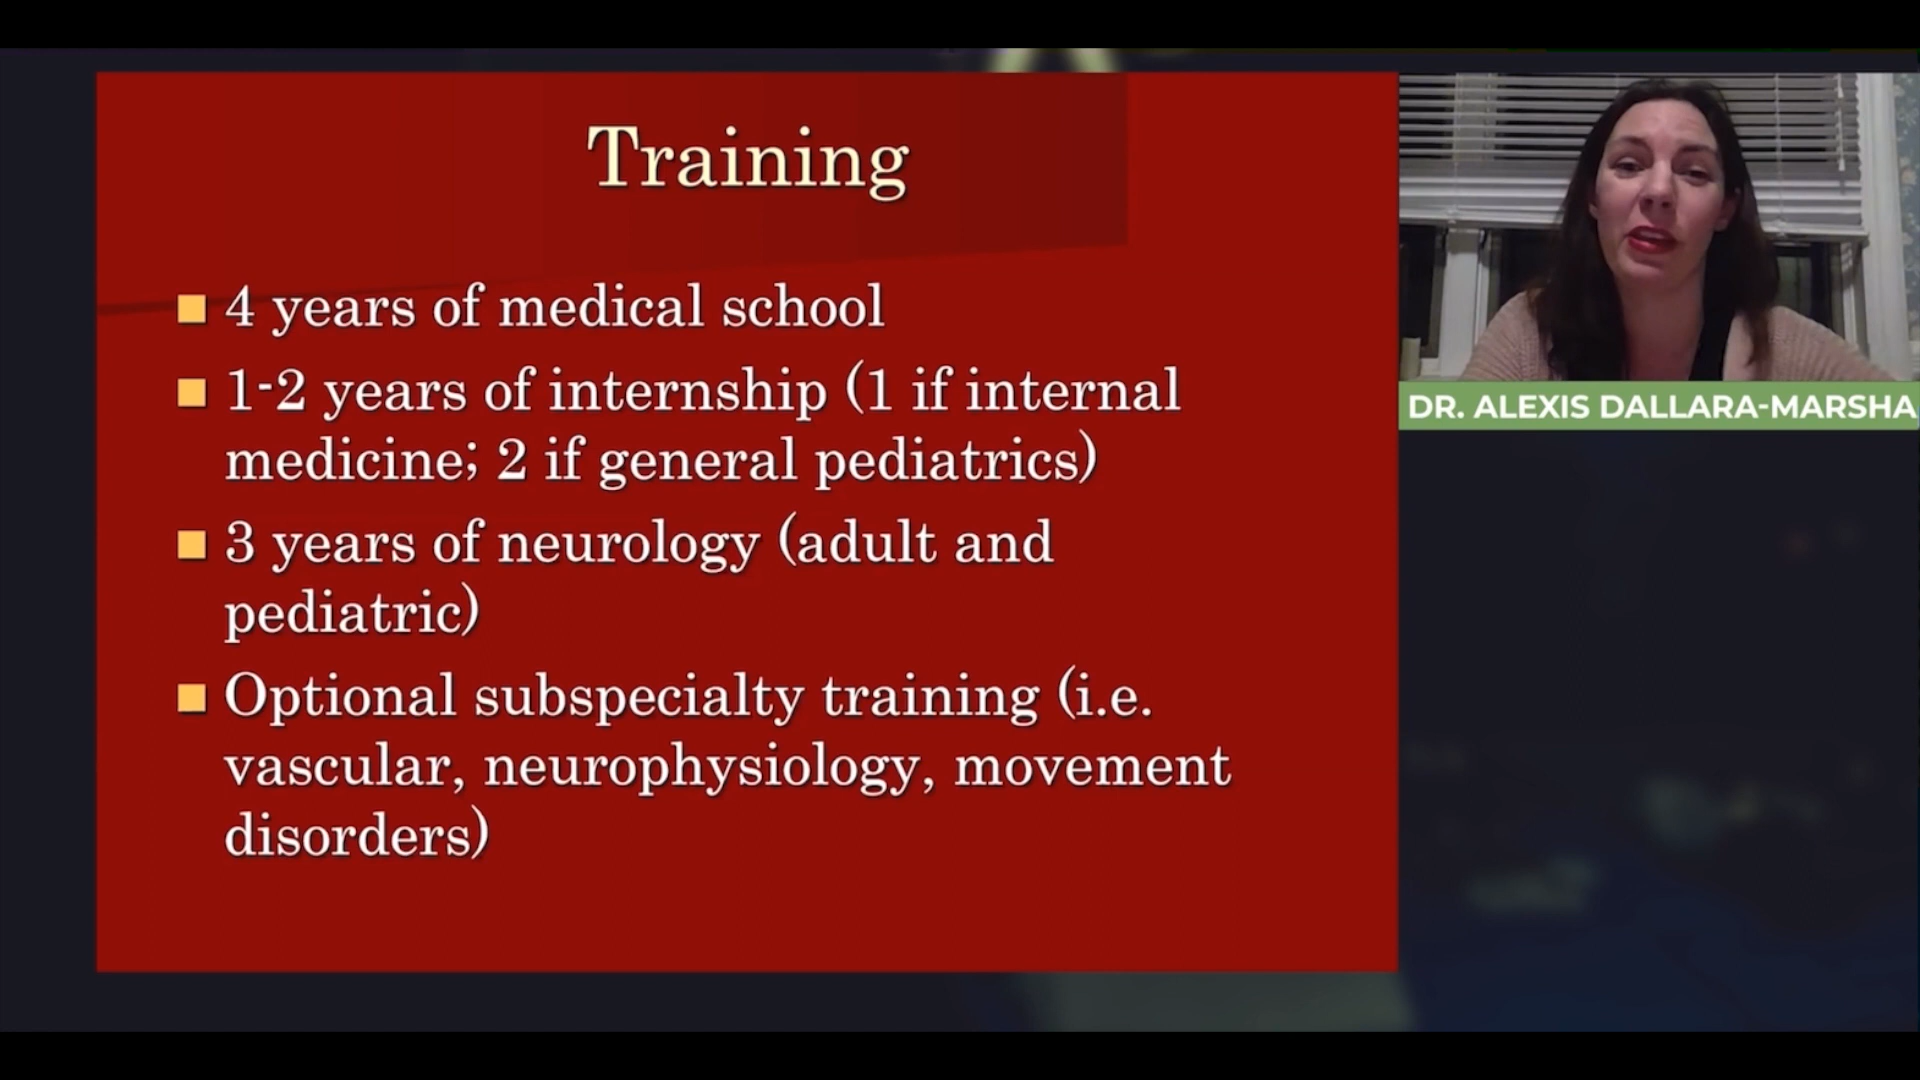 Training
4 years of medical school
1-2 years of internship (1 if internal
medicine; 2 if general pediatrics)
3 years of neurology (adult and
pediatric)
Optional subspecialty training (i.e.
vascular, neurophysiology, movement
disorders)
DR. ALEXIS DALLARA-MARSHA